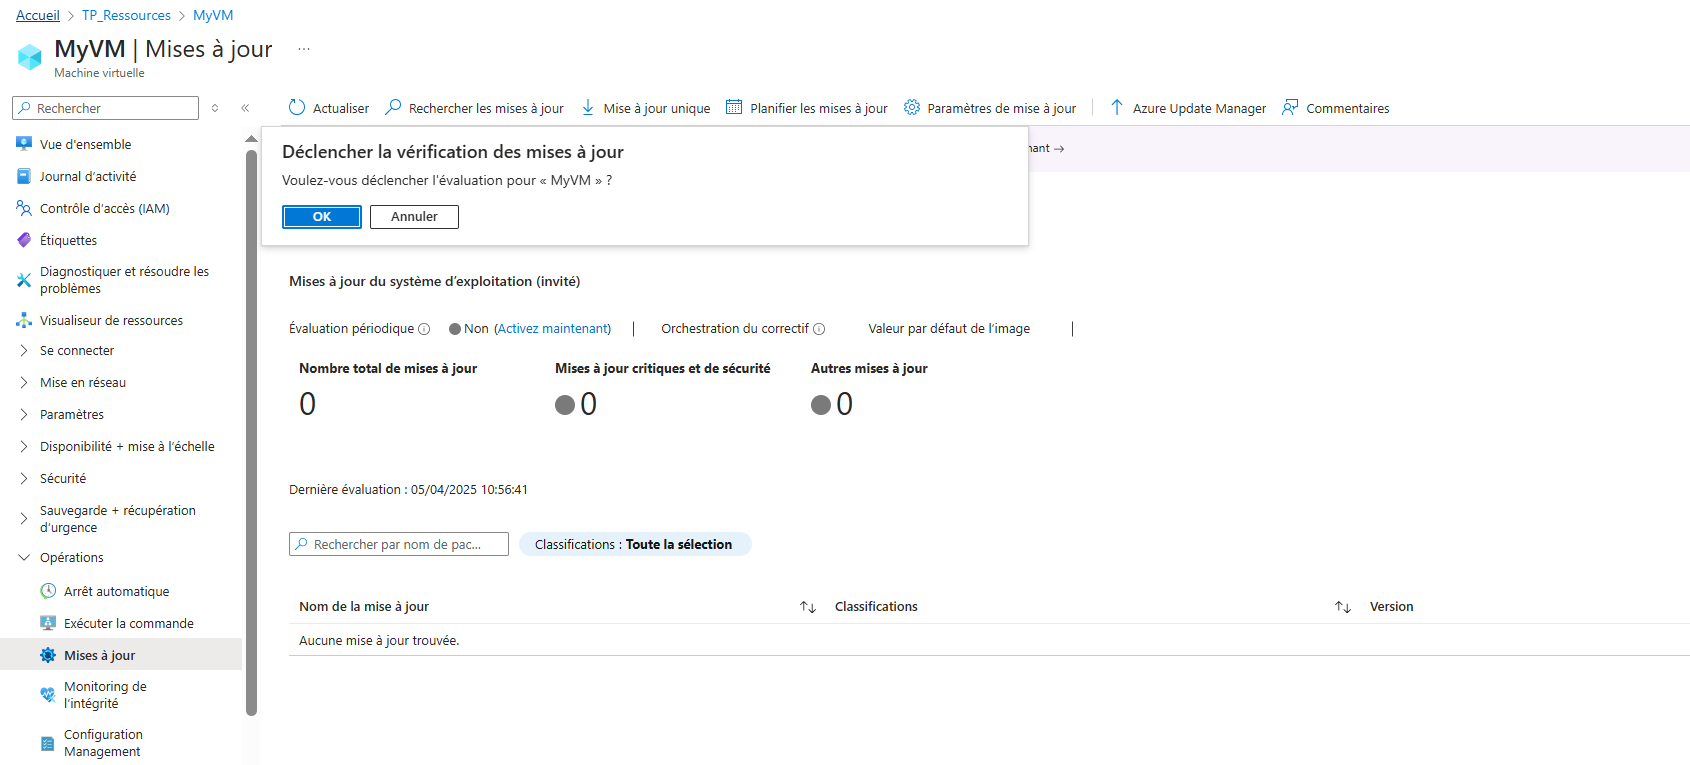 Accueil > TP_Ressources > MyVM
MyVM | Mises à jour ...
Machine virtuelle
Rechercher
Actualiser Rechercher les mises à jour Mise à jour unique Planifier les mises à jour Paramètres de mise à jour Azure Update Manager Commentaires
Vue d'ensemble
Journal d'activité
Contrôle d'accès (IAM)
Étiquettes
Diagnostiquer et résoudre les
problèmes
Visualiseur de ressources
Se connecter
Mise en réseau
Paramètres
Disponibilité + mise à l'échelle
Sécurité
Sauvegarde + récupération
d'urgence
Opérations
Arrêt automatique
Exécuter la commande
Mises à jour
Monitoring de
l'intégrité
Configuration
Management
Déclencher la vérification des mises à jour
Voulez-vous déclencher l'évaluation pour « MyVM » ?
OK Annuler
nant →
Mises à jour du système d'exploitation (invité)
Évaluation périodique Non (Activez maintenant) | Orchestration du correctif Valeur par défaut de l'image |
Nombre total de mises à jour Mises à jour critiques et de sécurité Autres mises à jour
0 0 0
Dernière évaluation : 05/04/2025 10:56:41
Rechercher par nom de pac... Classifications : Toute la sélection
Nom de la mise à jour Classifications Version
Aucune mise à jour trouvée.